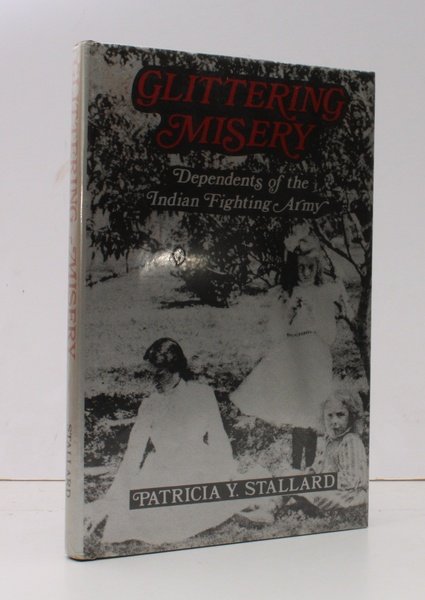 GLITTERING
MISERY
Dependents of the
Indian Fighting Army
PATRICIA Y. STALLARD
GLITTERING MISERY
STALLARD